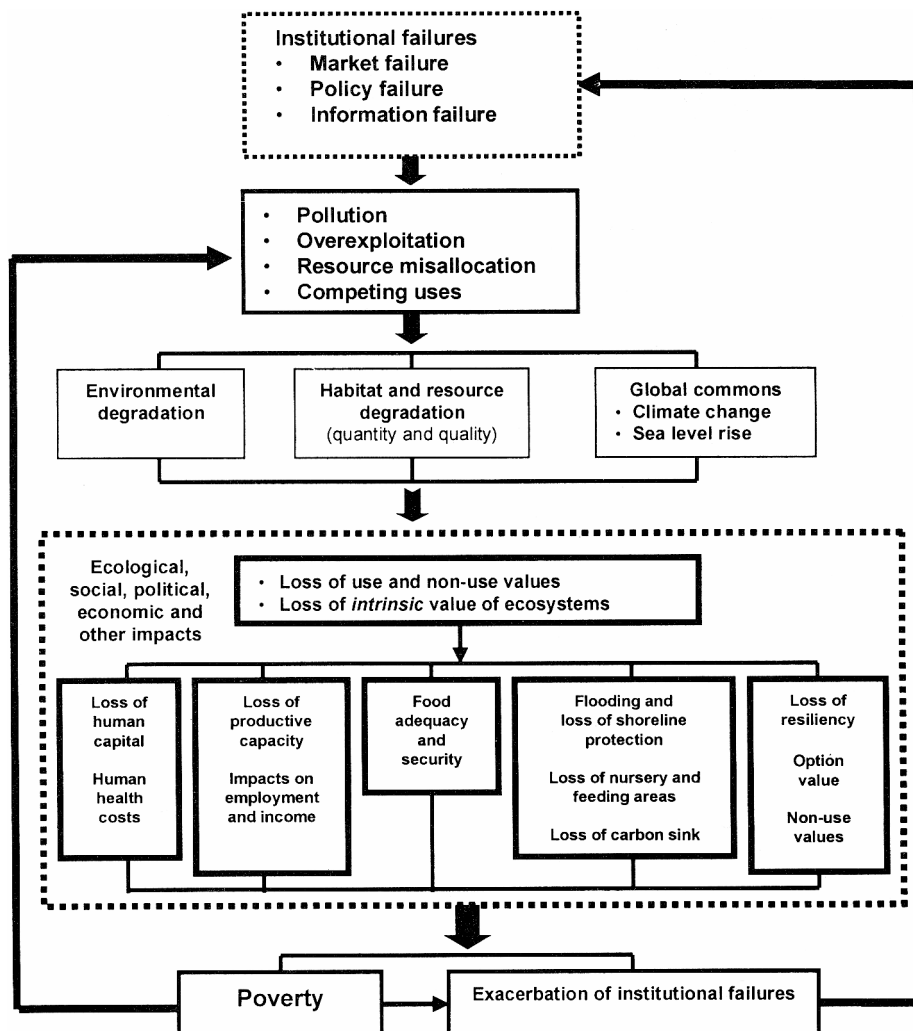 Institutional failures
• Market failure
• Policy failure
• Information failure
• Pollution
• Overexploitation
• Resource misallocation
• Competing uses
Environmental
degradation
Habitat and resource
degradation
(quantity and quality)
Global commons
• Climate change
• Sea level rise
Ecological,
social, political,
economic and
other impacts
• Loss of use and non-use values
• Loss of intrinsic value of ecosystems
Loss of
human
capital
Human
health
costs
Loss of
productive
capacity
Impacts on
employment
and income
Food
adequacy
and
security
Flooding and
loss of shoreline
protection
Loss of nursery and
feeding areas
Loss of carbon sink
Loss of
resiliency
Option
value
Non-use
values
Poverty
Exacerbation of institutional failures